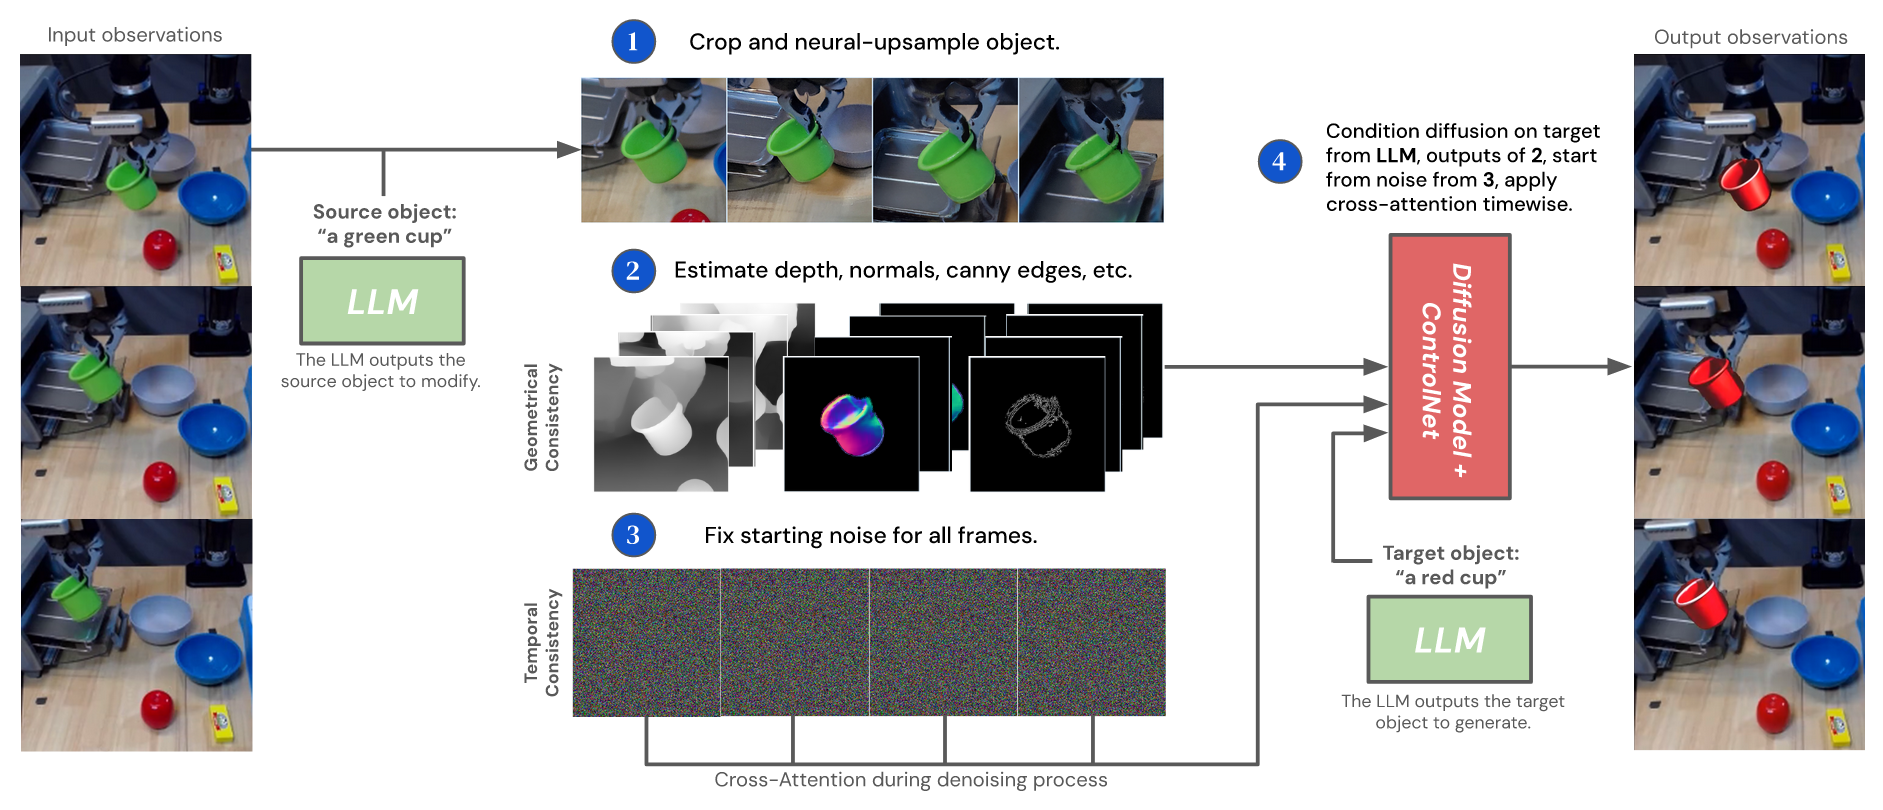 Input observations
1
Crop and neural-upsample object.
Output observations
Source object:
“a green cup”
LLM
The LLM outputs the
source object to modify.
2
Estimate depth, normals, canny edges, etc.
Geometrical
Consistency
3
Fix starting noise for all frames.
Temporal
Consistency
Cross-Attention during denoising process
4
Condition diffusion on target
from LLM, outputs of 2, start
from noise from 3, apply
cross-attention timewise.
Diffusion Model +
ControlNet
Target object:
“a red cup”
LLM
The LLM outputs the target
object to generate.